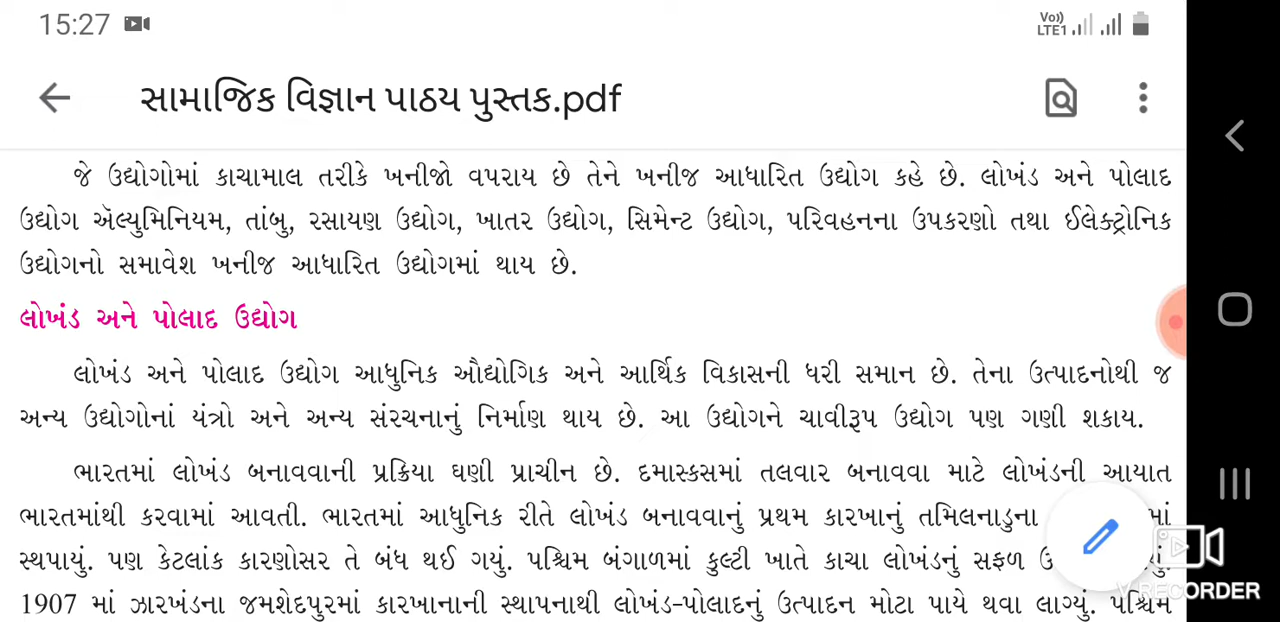 15:27
Vo)) LTE1
સામાજિક વિજ્ઞાન પાઠય પુસ્તક.pdf
જે ઉદ્યોગોમાં કાચામાલ તરીકે ખનીજો વપરાય છે તેને ખનીજ આધારિત ઉદ્યોગ કહે છે. લોખંડ અને પોલાદ
ઉદ્યોગ ઍલ્યુમિનિયમ, તાંબુ, રસાયણ ઉદ્યોગ, ખાતર ઉદ્યોગ, સિમેન્ટ ઉદ્યોગ, પરિવહનના ઉપકરણો તથા ઈલેક્ટ્રોનિક
ઉદ્યોગનો સમાવેશ ખનીજ આધારિત ઉદ્યોગમાં થાય છે.
લોખંડ અને પોલાદ ઉદ્યોગ
લોખંડ અને પોલાદ ઉદ્યોગ આધુનિક ઔદ્યોગિક અને આર્થિક વિકાસની ધરી સમાન છે. તેના ઉત્પાદનોથી જ
અન્ય ઉદ્યોગોનાં યંત્રો અને અન્ય સંરચનાનું નિર્માણ થાય છે. આ ઉદ્યોગને ચાવીરૂપ ઉદ્યોગ પણ ગણી શકાય.
ભારતમાં લોખંડ બનાવવાની પ્રક્રિયા ઘણી પ્રાચીન છે. દમાસ્કસમાં તલવાર બનાવવા માટે લોખંડની આયાત
ભારતમાંથી કરવામાં આવતી. ભારતમાં આધુનિક રીતે લોખંડ બનાવવાનું પ્રથમ કારખાનું તમિલનાડુના માં
સ્થપાયું. પણ કેટલાંક કારણોસર તે બંધ થઈ ગયું. પશ્ચિમ બંગાળમાં કુલ્ટી ખાતે કાચા લોખંડનું સફળ
1907 માં ઝારખંડના જમશેદપુરમાં કારખાનાની સ્થાપનાથી લોખંડ-પોલાદનું ઉત્પાદન મોટા પાયે થવા લાગ્યું. પશ્ચિમ
V RECORDER